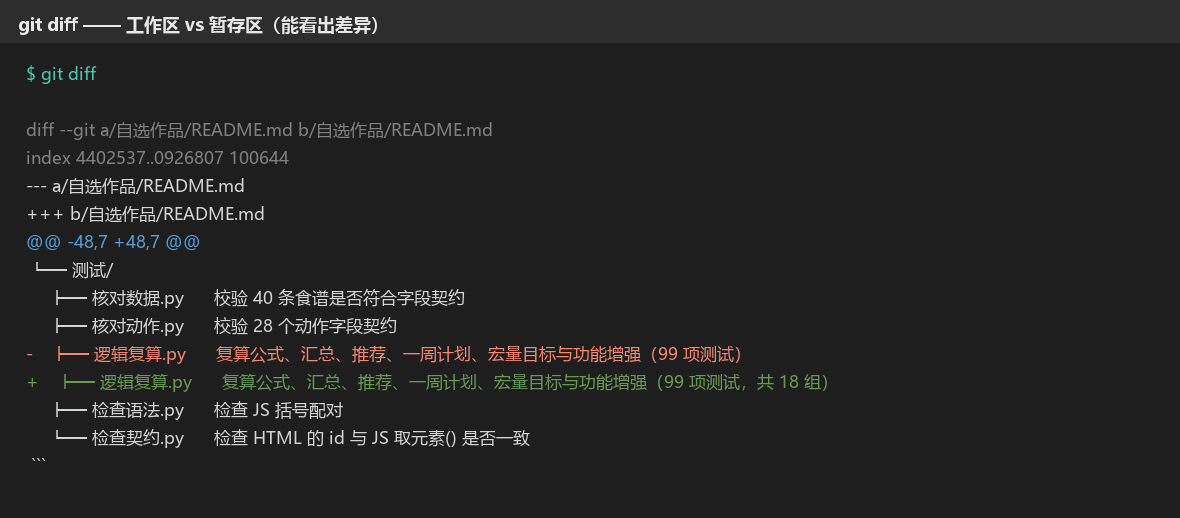 git diff —— 工作区 vs 暂存区（能看出差异）
$ git diff
diff --git a/自选作品/README.md b/自选作品/README.md
index 4402537..0926807 100644
--- a/自选作品/README.md
+++ b/自选作品/README.md
@@ -48,7 +48,7 @@
 └── 测试/
     ├── 核对数据.py      校验 40 条食谱是否符合字段契约
     ├── 核对动作.py      校验 28 个动作字段契约
-    ├── 逻辑复算.py      复算公式、汇总、推荐、一周计划、宏量目标与功能增强（99 项测试）
+    ├── 逻辑复算.py      复算公式、汇总、推荐、一周计划、宏量目标与功能增强（99 项测试，共 18 组）
     ├── 检查语法.py      检查 JS 括号配对
     └── 检查契约.py      检查 HTML 的 id 与 JS 取元素() 是否一致
 ```